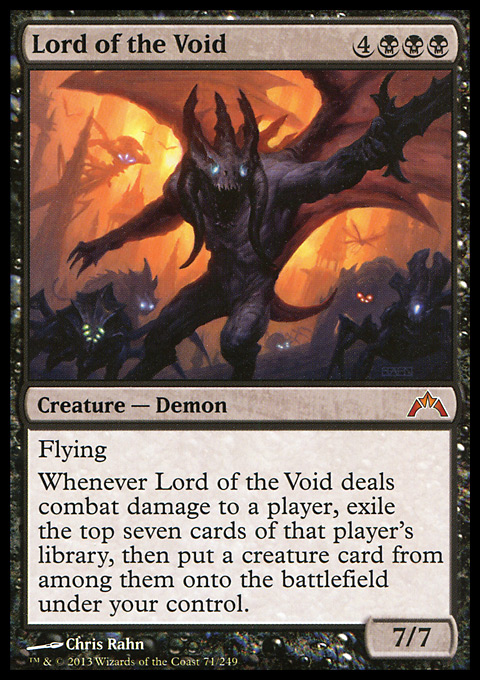 Lord of the Void 4
Creature — Demon
Flying
Whenever Lord of the Void deals
combat damage to a player, exile
the top seven cards of that player's
library, then put a creature card from
among them onto the battlefield
under your control.
7/7
Chris Rahn
™ & © 2013 Wizards of the Coast 71/249